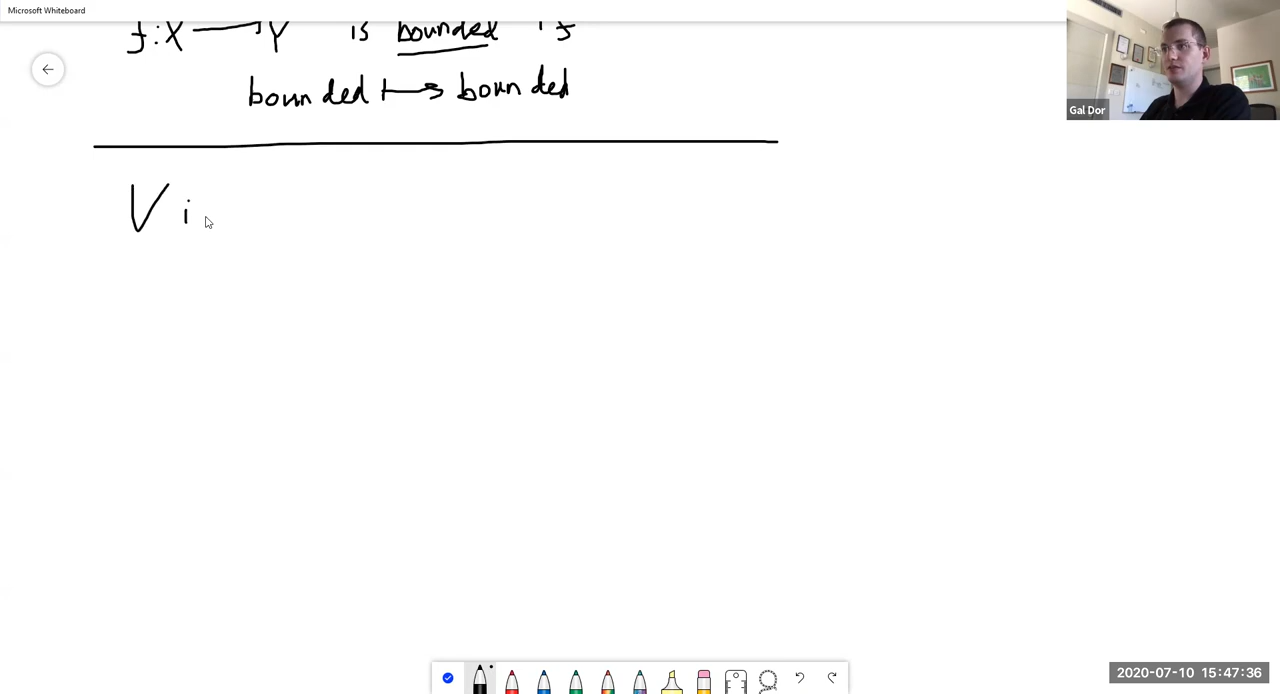 Microsoft Whiteboard
f: X → Y is bounded if
bounded ↦ bounded
Gal Dor
V i
2020-07-10 15:47:36